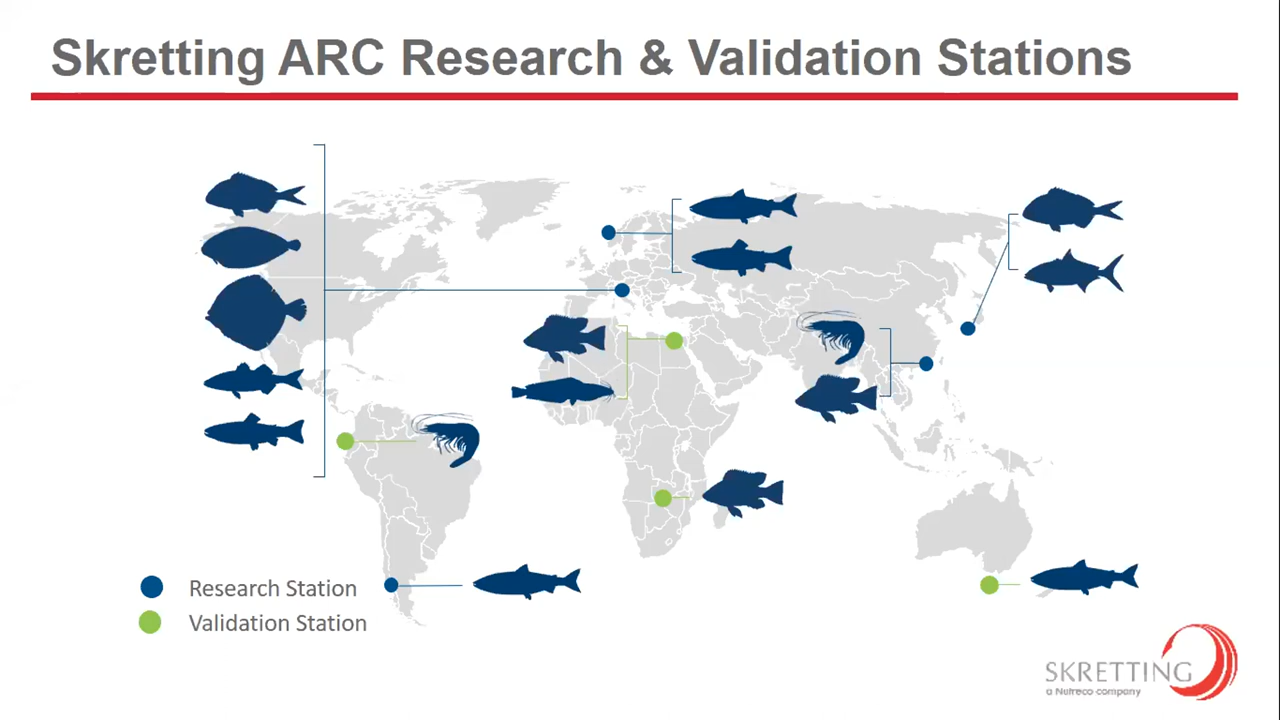 Skretting ARC Research & Validation Stations
Research Station
Validation Station
SKRETTING
a Nutreco company